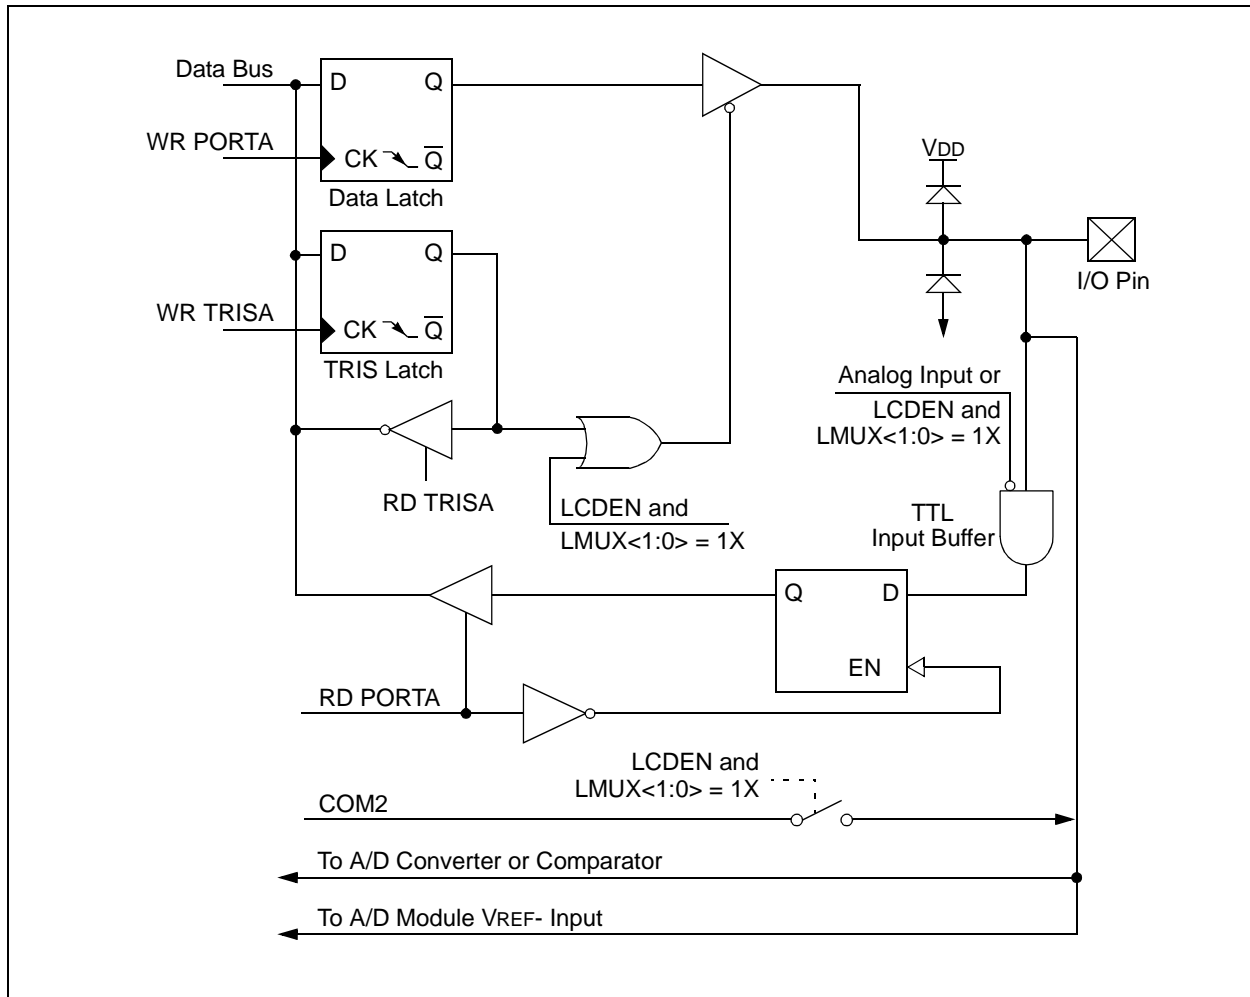 Data Bus
D Q
WR PORTA
CK Q
Data Latch
VDD
I/O Pin
D Q
WR TRISA
CK Q
TRIS Latch
Analog Input or
LCDEN and
LMUX<1:0> = 1X
RD TRISA
LCDEN and
LMUX<1:0> = 1X
TTL
Input Buffer
Q D
EN
RD PORTA
LCDEN and
LMUX<1:0> = 1X
COM2
To A/D Converter or Comparator
To A/D Module VREF- Input